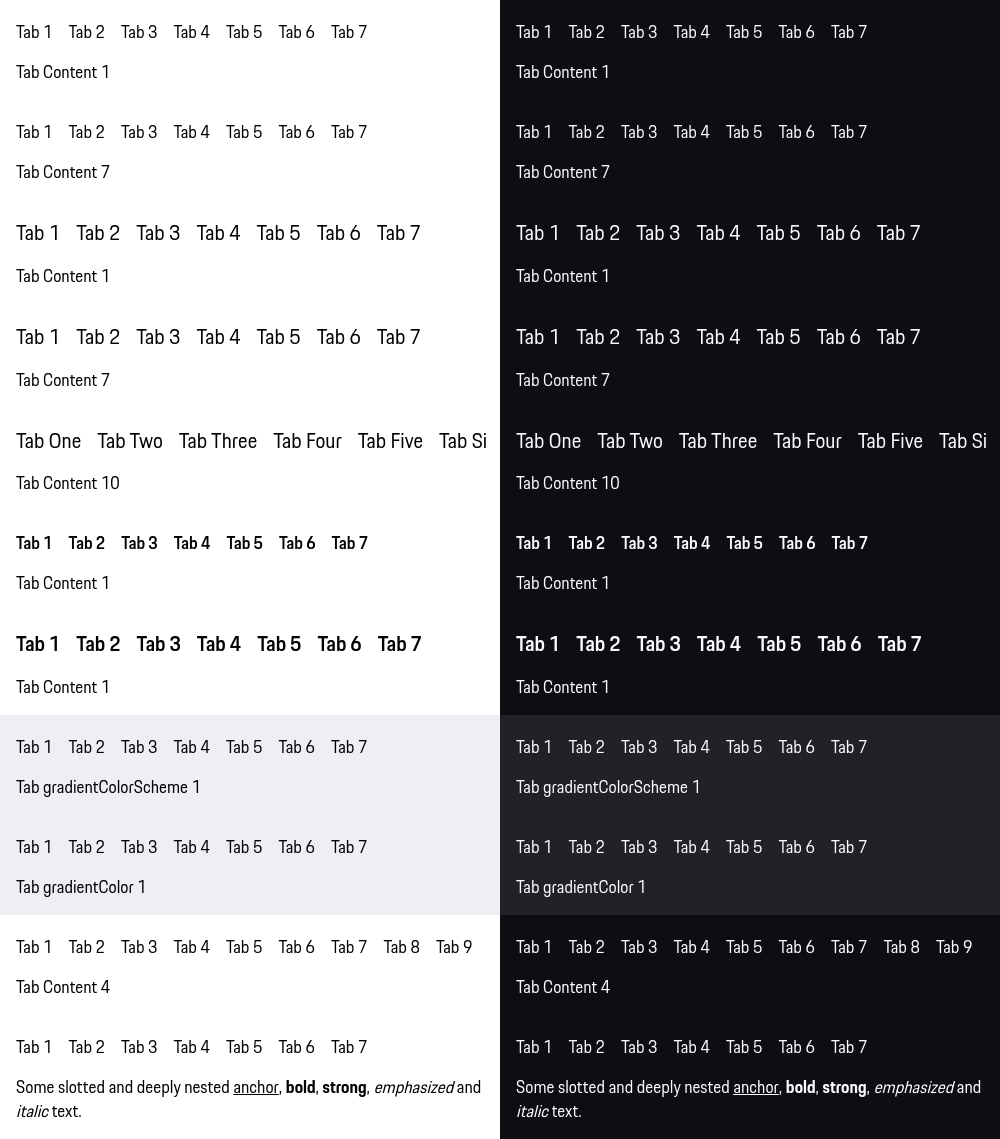 Tab 1 Tab 2 Tab 3 Tab 4 Tab 5 Tab 6 Tab 7
Tab Content 1
Tab 1 Tab 2 Tab 3 Tab 4 Tab 5 Tab 6 Tab 7
Tab Content 7
Tab 1 Tab 2 Tab 3 Tab 4 Tab 5 Tab 6 Tab 7
Tab Content 1
Tab 1 Tab 2 Tab 3 Tab 4 Tab 5 Tab 6 Tab 7
Tab Content 7
Tab One Tab Two Tab Three Tab Four Tab Five Tab Si
Tab Content 10
Tab 1 Tab 2 Tab 3 Tab 4 Tab 5 Tab 6 Tab 7
Tab Content 1
Tab 1 Tab 2 Tab 3 Tab 4 Tab 5 Tab 6 Tab 7
Tab Content 1
Tab 1 Tab 2 Tab 3 Tab 4 Tab 5 Tab 6 Tab 7
Tab gradientColorScheme 1
Tab 1 Tab 2 Tab 3 Tab 4 Tab 5 Tab 6 Tab 7
Tab gradientColor 1
Tab 1 Tab 2 Tab 3 Tab 4 Tab 5 Tab 6 Tab 7 Tab 8 Tab 9
Tab Content 4
Tab 1 Tab 2 Tab 3 Tab 4 Tab 5 Tab 6 Tab 7
Some slotted and deeply nested anchor, bold, strong, emphasized and
italic text.
Tab 1 Tab 2 Tab 3 Tab 4 Tab 5 Tab 6 Tab 7
Tab Content 1
Tab 1 Tab 2 Tab 3 Tab 4 Tab 5 Tab 6 Tab 7
Tab Content 7
Tab 1 Tab 2 Tab 3 Tab 4 Tab 5 Tab 6 Tab 7
Tab Content 1
Tab 1 Tab 2 Tab 3 Tab 4 Tab 5 Tab 6 Tab 7
Tab Content 7
Tab One Tab Two Tab Three Tab Four Tab Five Tab Si
Tab Content 10
Tab 1 Tab 2 Tab 3 Tab 4 Tab 5 Tab 6 Tab 7
Tab Content 1
Tab 1 Tab 2 Tab 3 Tab 4 Tab 5 Tab 6 Tab 7
Tab Content 1
Tab 1 Tab 2 Tab 3 Tab 4 Tab 5 Tab 6 Tab 7
Tab gradientColorScheme 1
Tab 1 Tab 2 Tab 3 Tab 4 Tab 5 Tab 6 Tab 7
Tab gradientColor 1
Tab 1 Tab 2 Tab 3 Tab 4 Tab 5 Tab 6 Tab 7 Tab 8 Tab 9
Tab Content 4
Tab 1 Tab 2 Tab 3 Tab 4 Tab 5 Tab 6 Tab 7
Some slotted and deeply nested anchor, bold, strong, emphasized and
italic text.